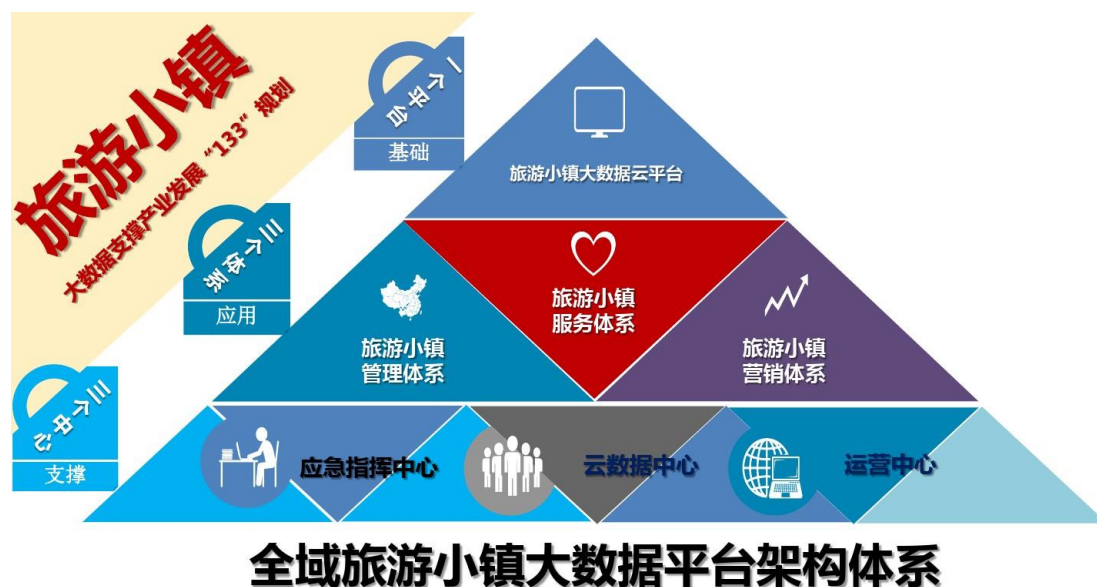 旅游小镇
大数据支撑产业发展“133”规划
一个平台
基础
旅游小镇大数据云平台
三个体系
应用
旅游小镇
服务体系
旅游小镇
管理体系
旅游小镇
营销体系
三个中心
支撑
应急指挥中心
云数据中心
运营中心
全域旅游小镇大数据平台架构体系